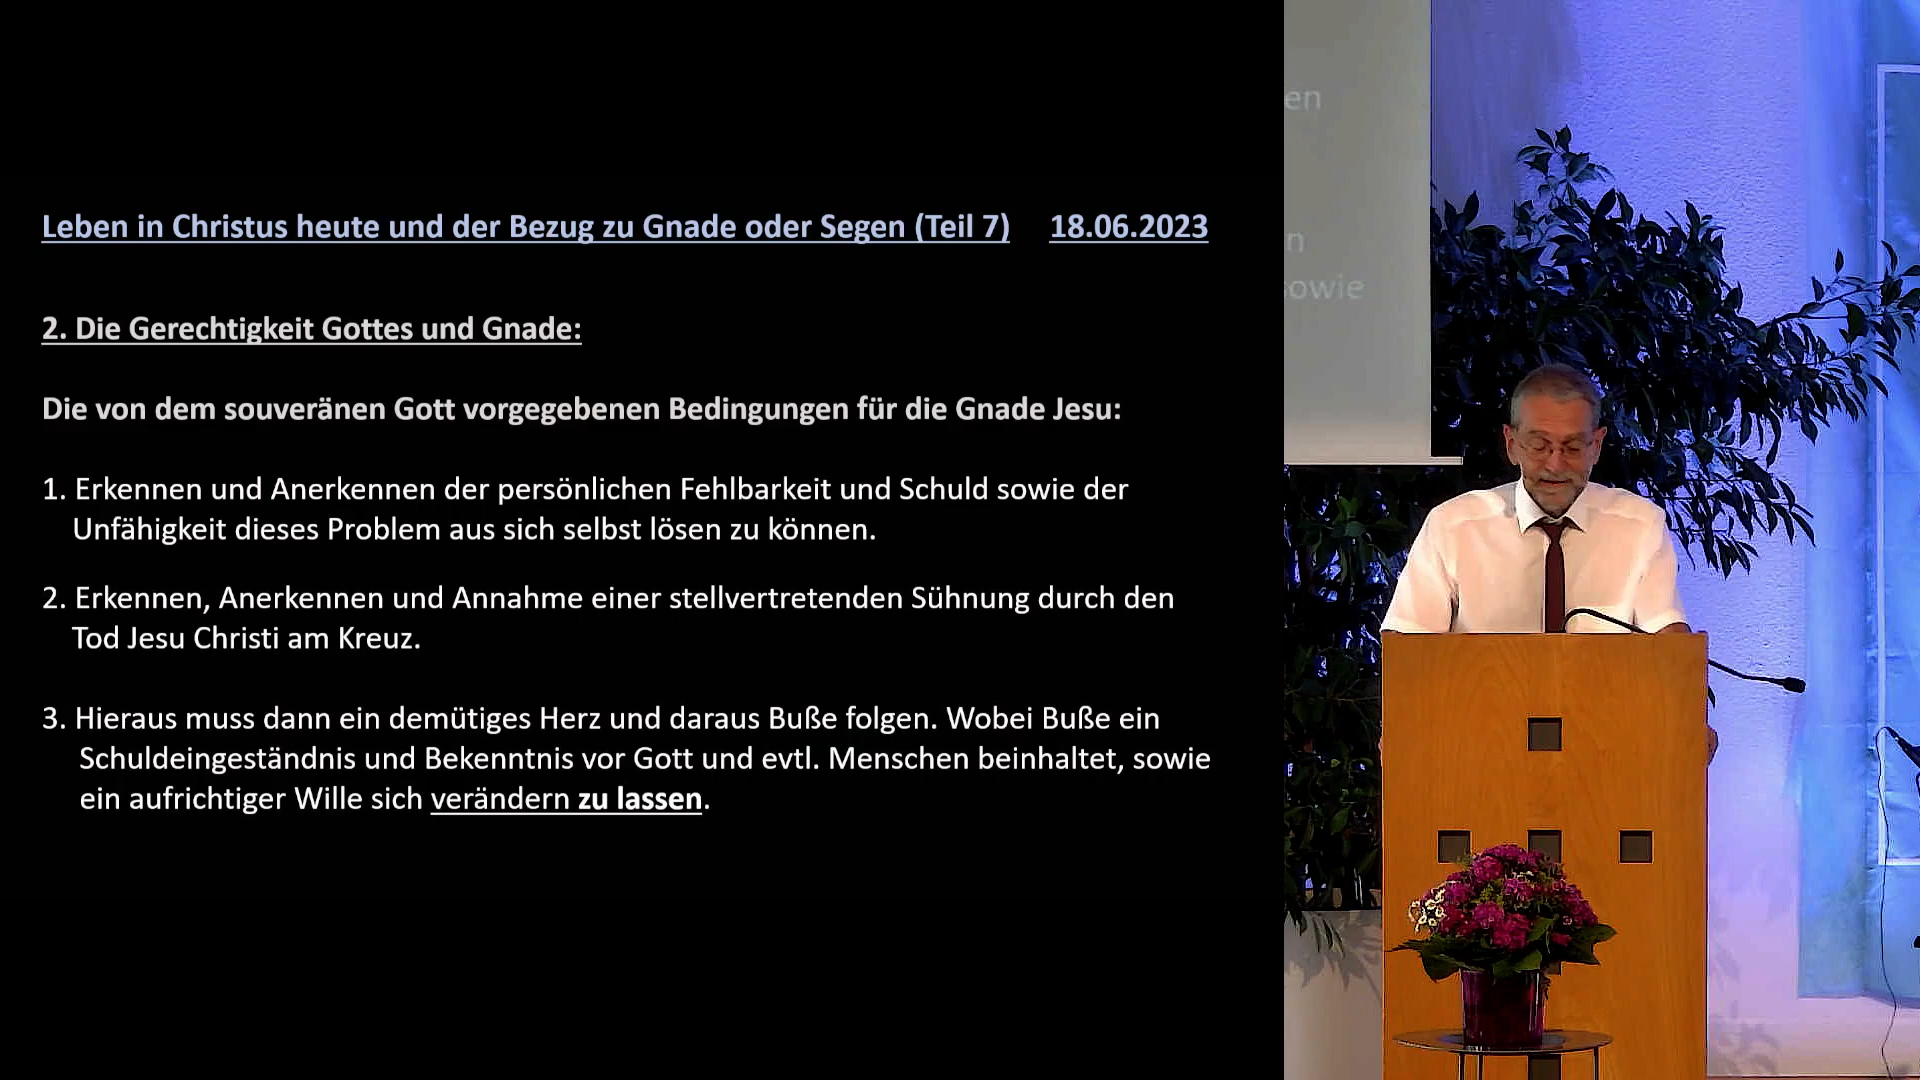 Leben in Christus heute und der Bezug zu Gnade oder Segen (Teil 7) 18.06.2023
2. Die Gerechtigkeit Gottes und Gnade:
Die von dem souveränen Gott vorgegebenen Bedingungen für die Gnade Jesu:
1. Erkennen und Anerkennen der persönlichen Fehlbarkeit und Schuld sowie der
Unfähigkeit dieses Problem aus sich selbst lösen zu können.
2. Erkennen, Anerkennen und Annahme einer stellvertretenden Sühnung durch den
Tod Jesu Christi am Kreuz.
3. Hieraus muss dann ein demütiges Herz und daraus Buße folgen. Wobei Buße ein
Schuldeingeständnis und Bekenntnis vor Gott und evtl. Menschen beinhaltet, sowie
ein aufrichtiger Wille sich verändern zu lassen.
en
n
sowie